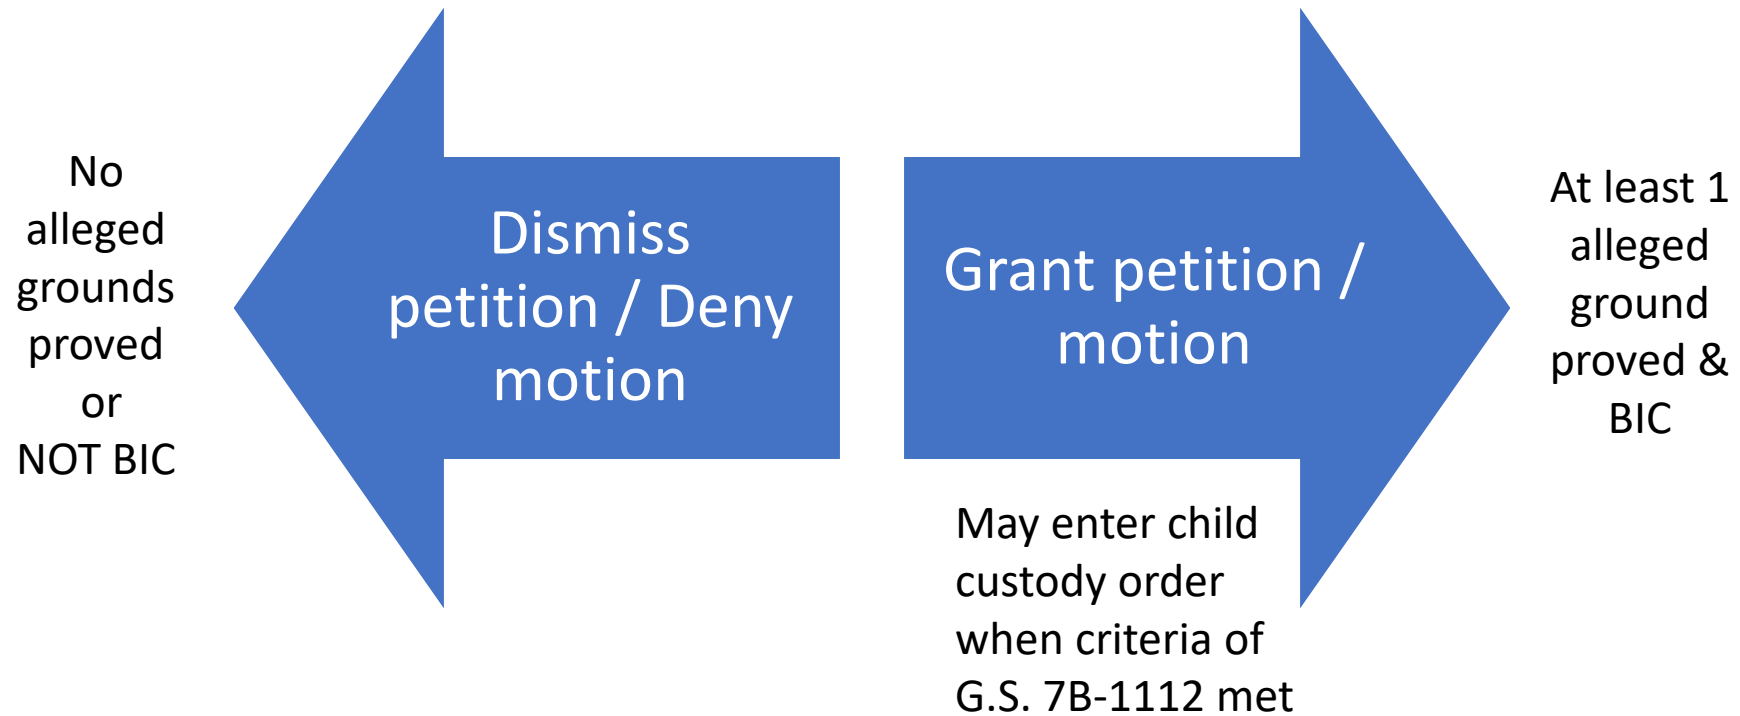 No
alleged
grounds
proved
or
NOT BIC
Dismiss
petition / Deny
motion
Grant petition /
motion
At least 1
alleged
ground
proved &
BIC
May enter child
custody order
when criteria of
G.S. 7B-1112 met